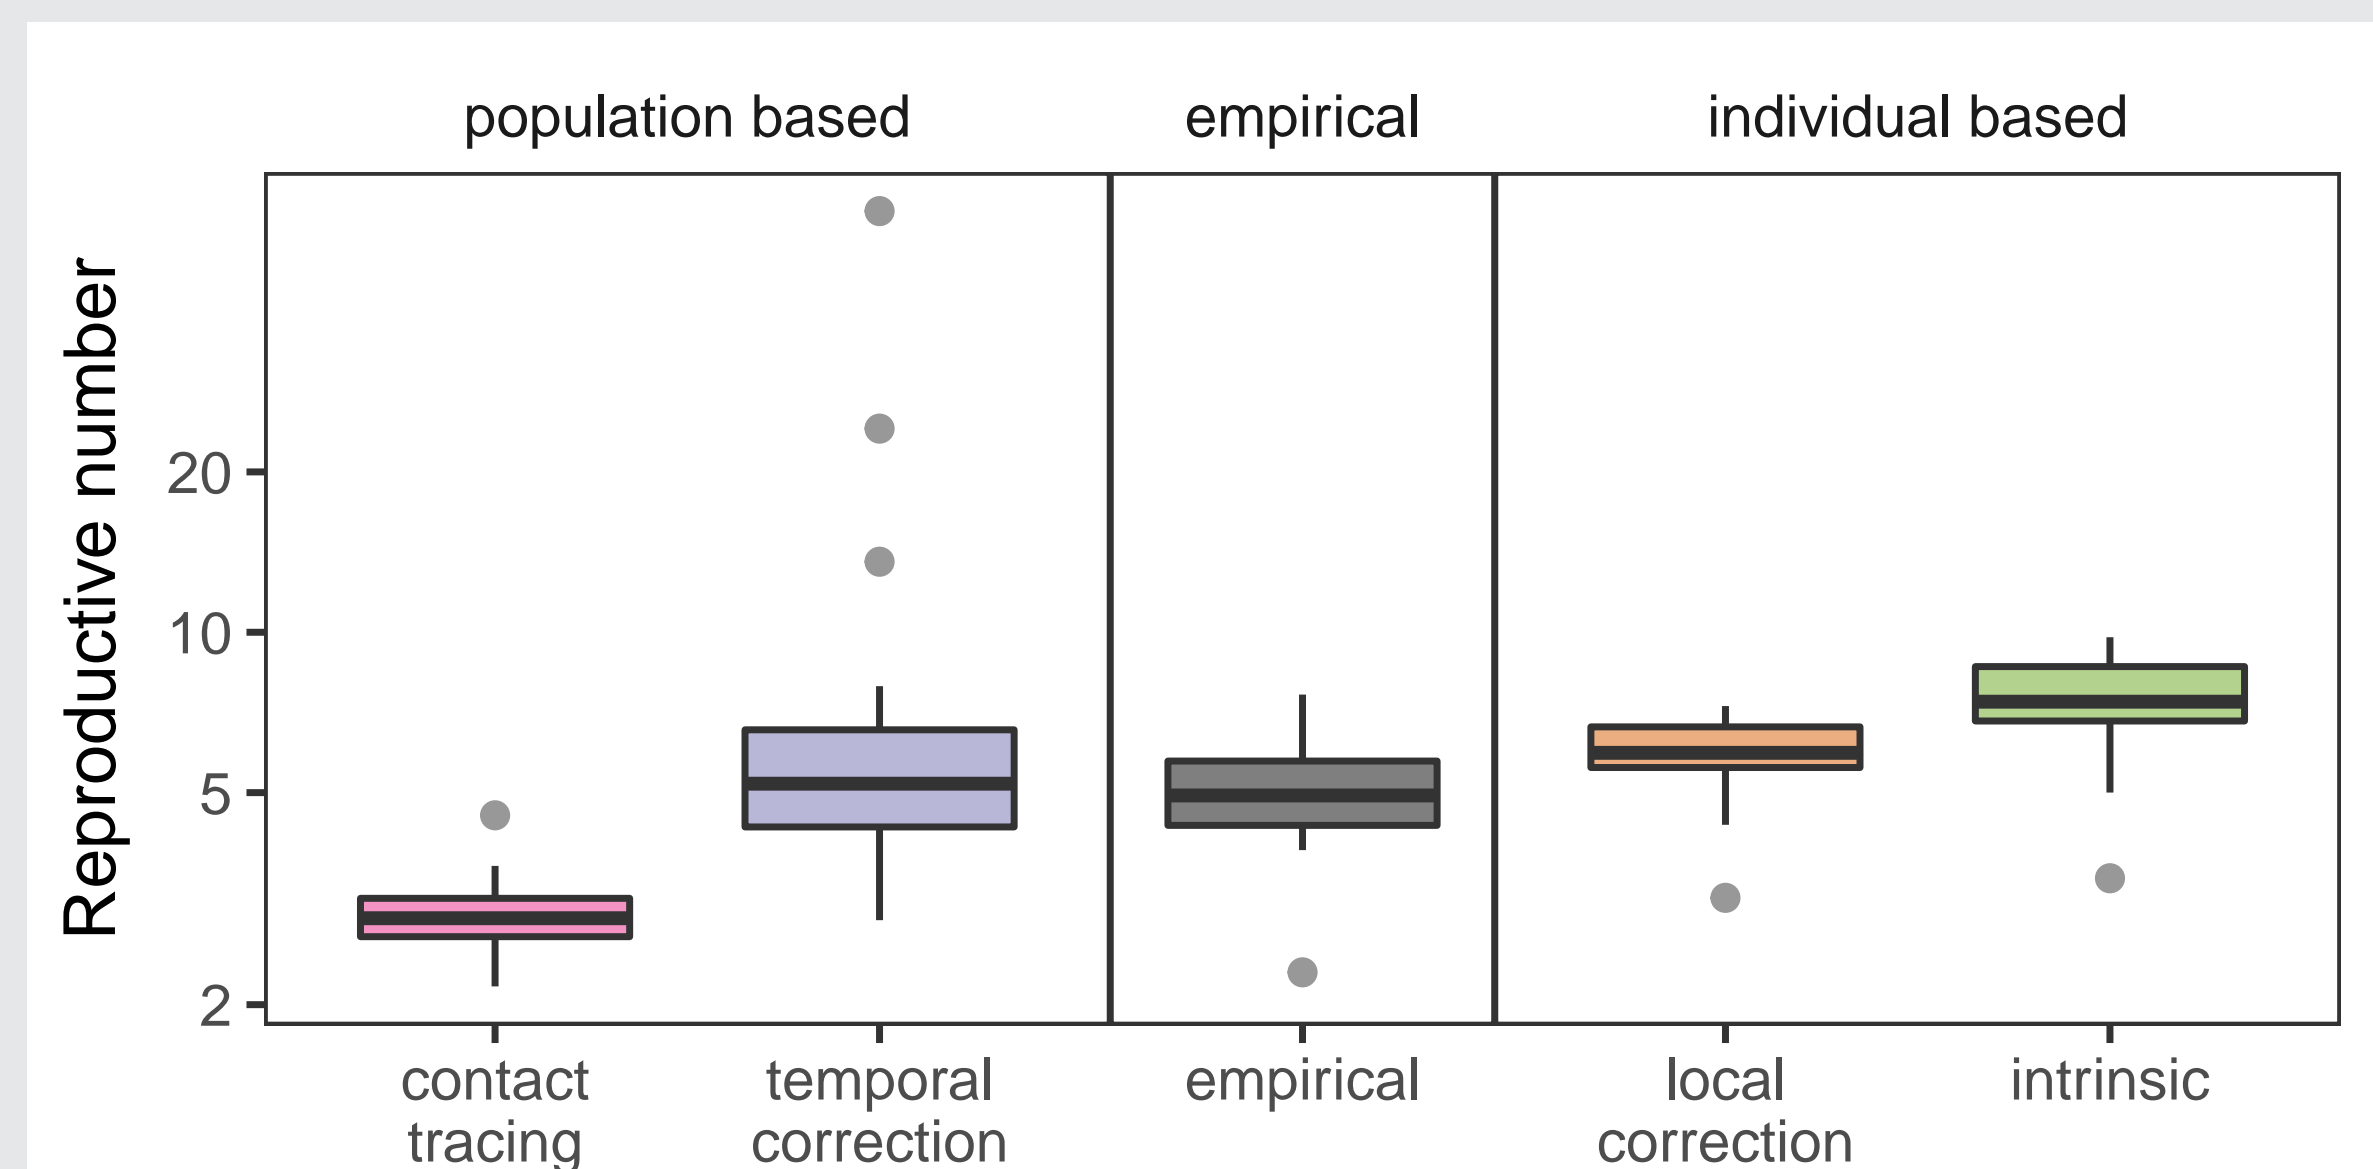 population based
empirical
individual based
Reproductive number
20
10
5
2
contact
tracing
temporal
correction
empirical
local
correction
intrinsic